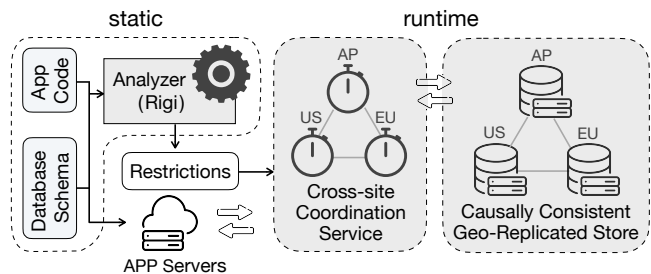 static
runtime
App
Code
Analyzer
(Rigi)
Database
Schema
Restrictions
APP Servers
AP
US
EU
Cross-site
Coordination
Service
AP
US
EU
Causally Consistent
Geo-Replicated Store